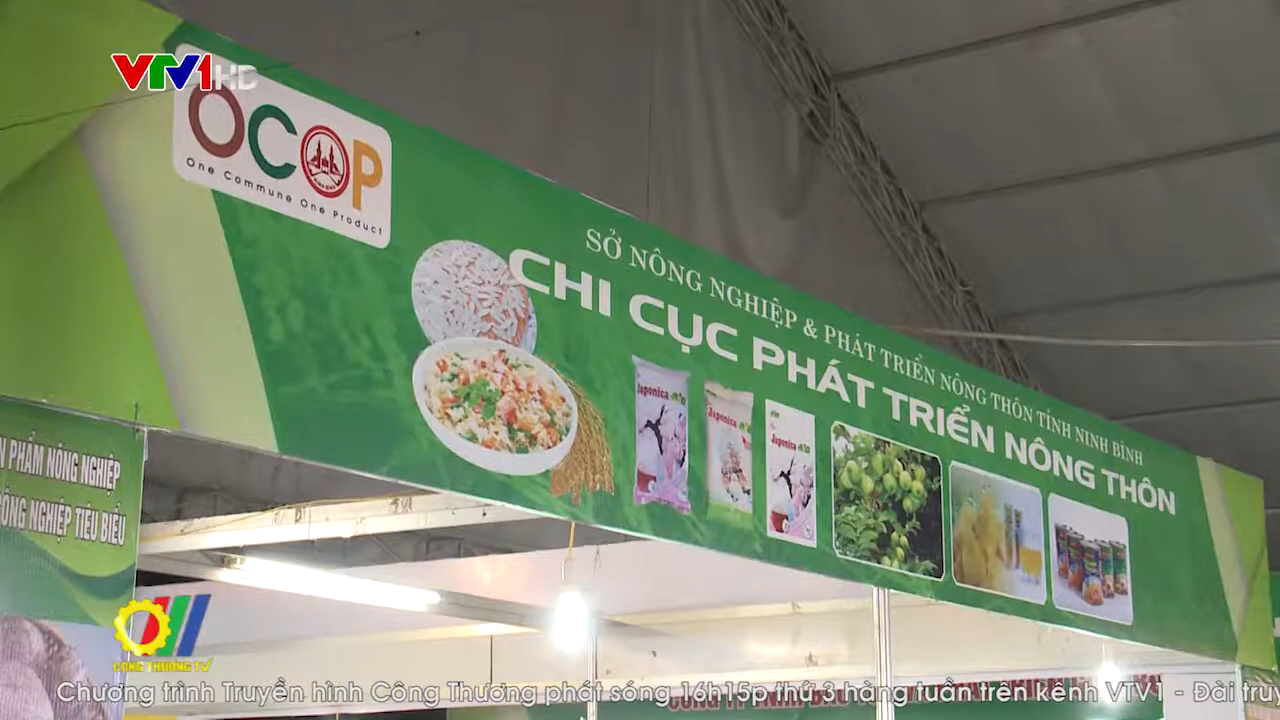 VTV1 HD
OCOP
One Commune One Product
SỞ NÔNG NGHIỆP & PHÁT TRIỂN NÔNG THÔN TỈNH NINH BÌNH
CHI CỤC PHÁT TRIỂN NÔNG THÔN
Japonica
Japonica
Japonica
N PHẨM NÔNG NGHIỆP
ÔNG NGHIỆP TIÊU BIỂU
CÔNG THƯƠNG TV
Chương trình Truyền hình Công Thương phát sóng 16h15p thứ 3 hàng tuần trên kênh VTV1 - Đài truy